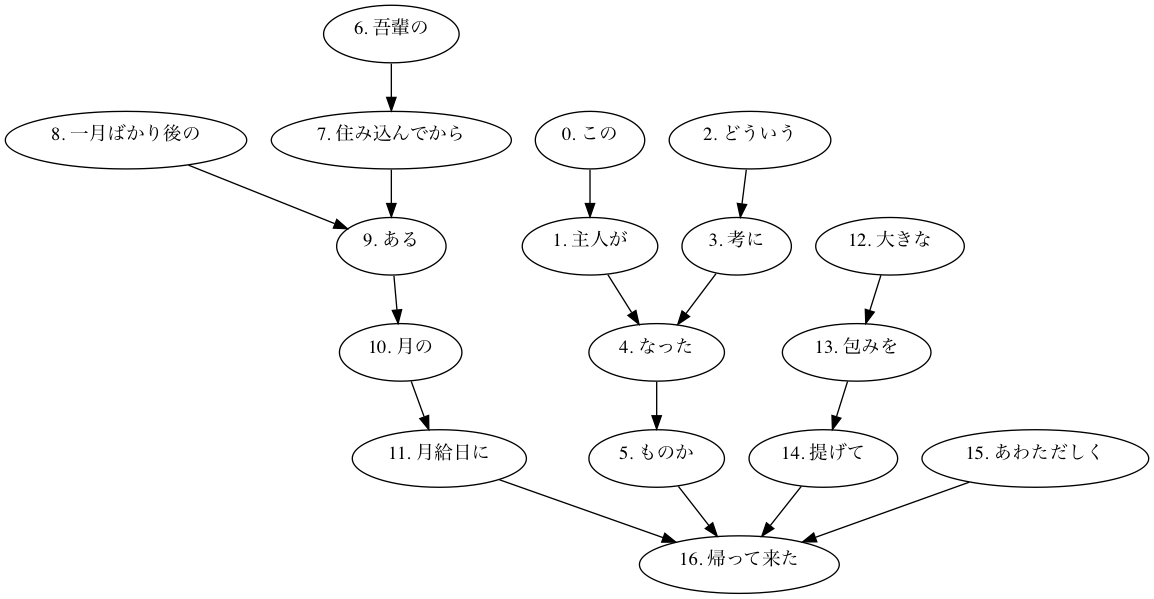 6. 吾輩の
8. 一月ばかり後の
7. 住み込んでから
0. この
2. どういう
9. ある
1. 主人が
3. 考に
12. 大きな
10. 月の
4. なった
13. 包みを
11. 月給日に
5. ものか
14. 提げて
15. あわただしく
16. 帰って来た